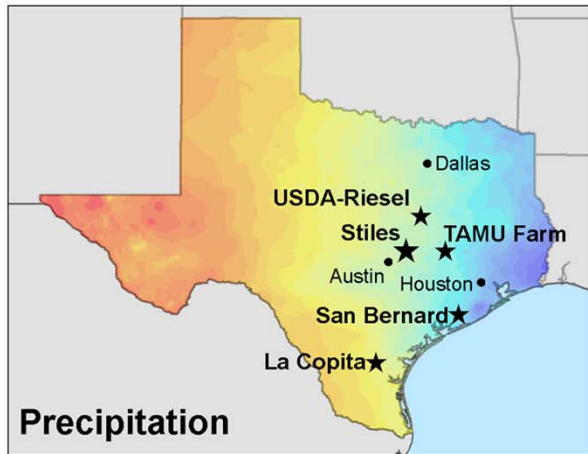 Dallas
USDA-Riesel
Stiles
TAMU Farm
Austin
Houston
San Bernard
La Copita
Precipitation